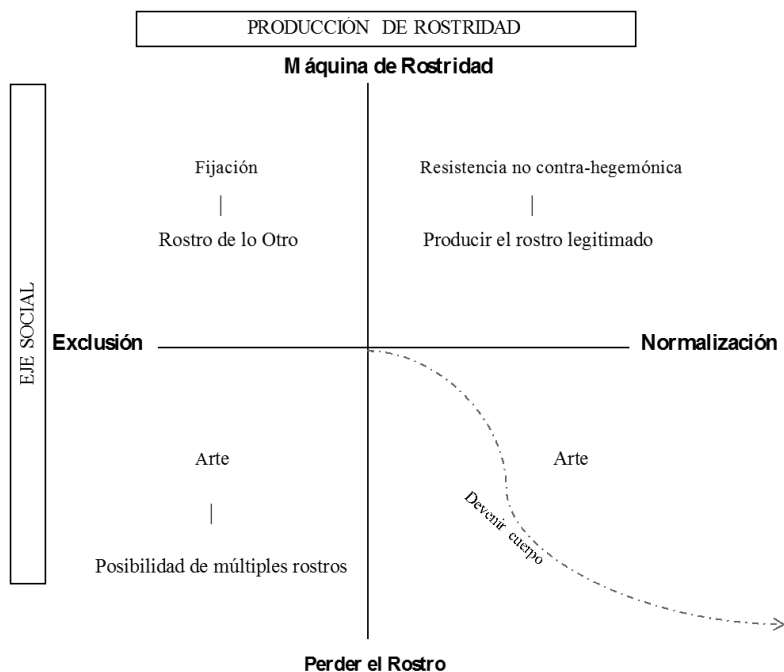 PRODUCCIÓN DE ROSTRIDAD
Máquina de Rostridad
Fijación
Resistencia no contra-hegemónica
Rostro de lo Otro
Producir el rostro legitimado
EJE SOCIAL
Exclusión
Normalización
Arte
Arte
Devenir cuerpo
Posibilidad de múltiples rostros
Perder el Rostro